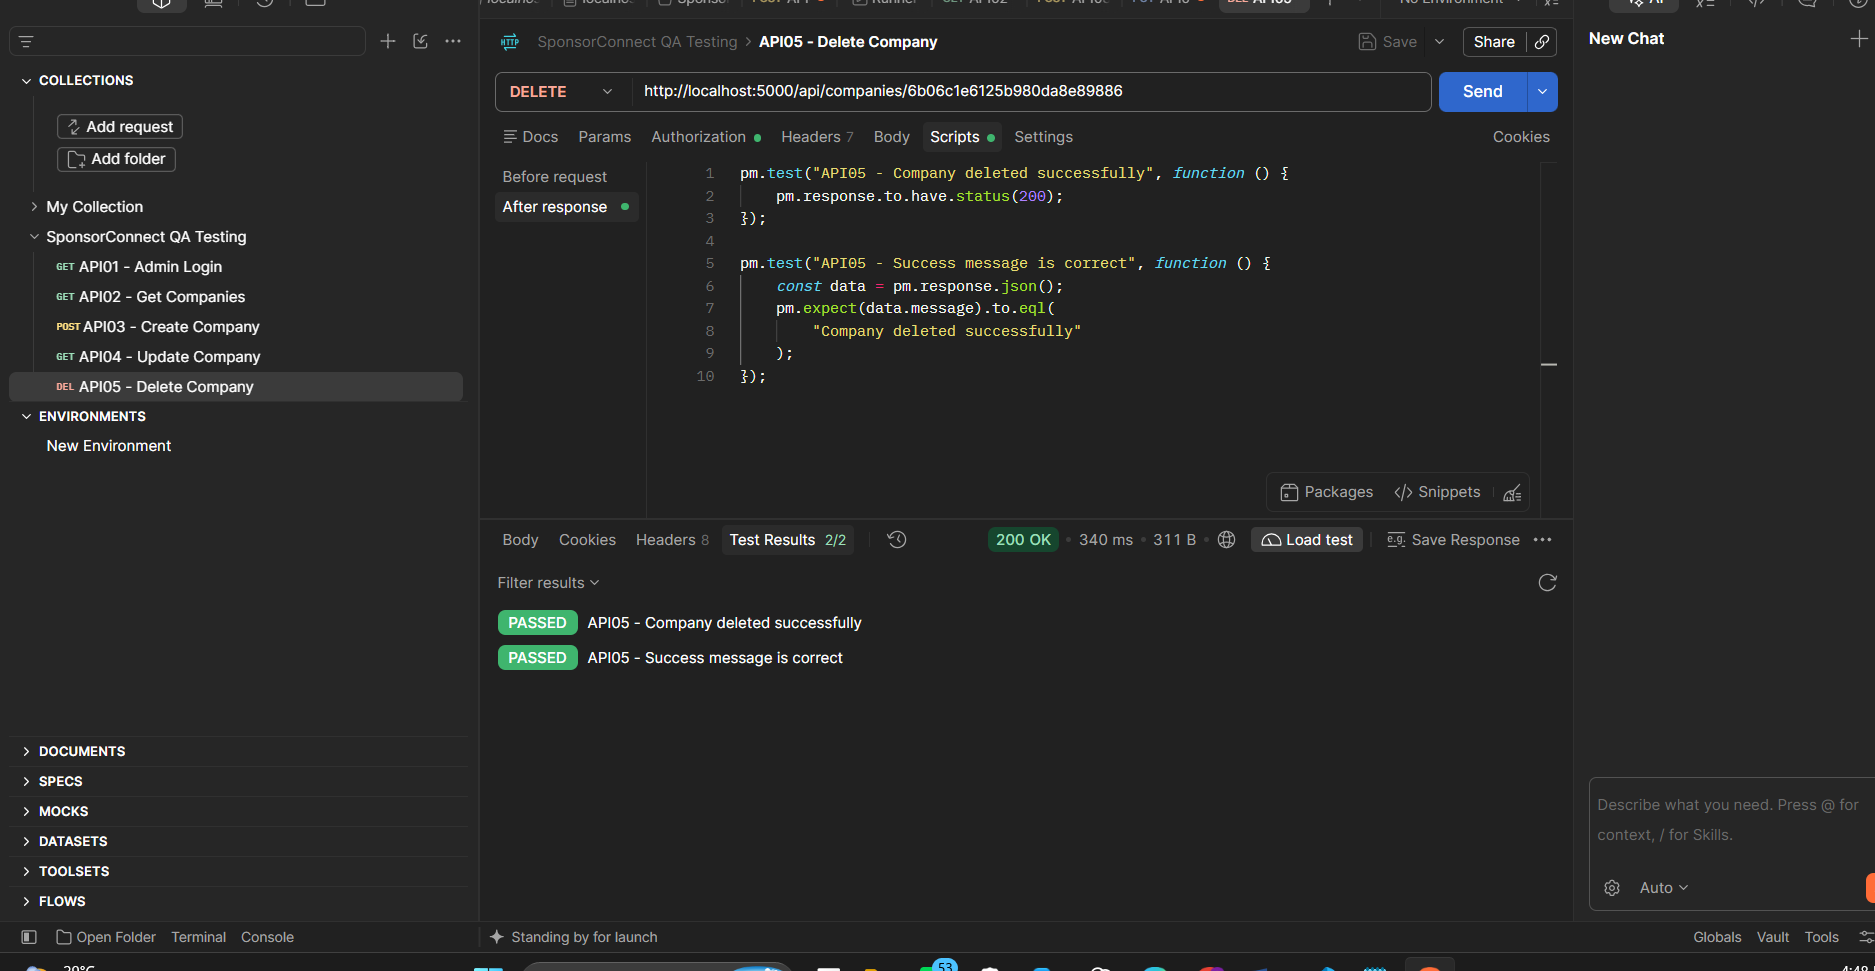 SponsorConnect QA Testing > API05 - Delete Company
Save
Share
New Chat
COLLECTIONS
Add request
Add folder
My Collection
SponsorConnect QA Testing
GET API01 - Admin Login
GET API02 - Get Companies
POST API03 - Create Company
GET API04 - Update Company
DEL API05 - Delete Company
ENVIRONMENTS
New Environment
DOCUMENTS
SPECS
MOCKS
DATASETS
TOOLSETS
FLOWS
HTTP
DELETE
http://localhost:5000/api/companies/6b06c1e6125b980da8e89886
Send
Docs Params Authorization Headers 7 Body Scripts Settings
Cookies
Before request
After response
1 pm.test("API05 - Company deleted successfully", function () {
2 pm.response.to.have.status(200);
3 });
4
5 pm.test("API05 - Success message is correct", function () {
6 const data = pm.response.json();
7 pm.expect(data.message).to.eql(
8 "Company deleted successfully"
9 );
10 });
Packages Snippets
Body Cookies Headers 8 Test Results 2/2
200 OK 340 ms 311 B Load test e.g. Save Response
Filter results
PASSED API05 - Company deleted successfully
PASSED API05 - Success message is correct
Describe what you need. Press @ for
context, / for Skills.
Auto
Open Folder Terminal Console
Standing by for launch
Globals Vault Tools
53